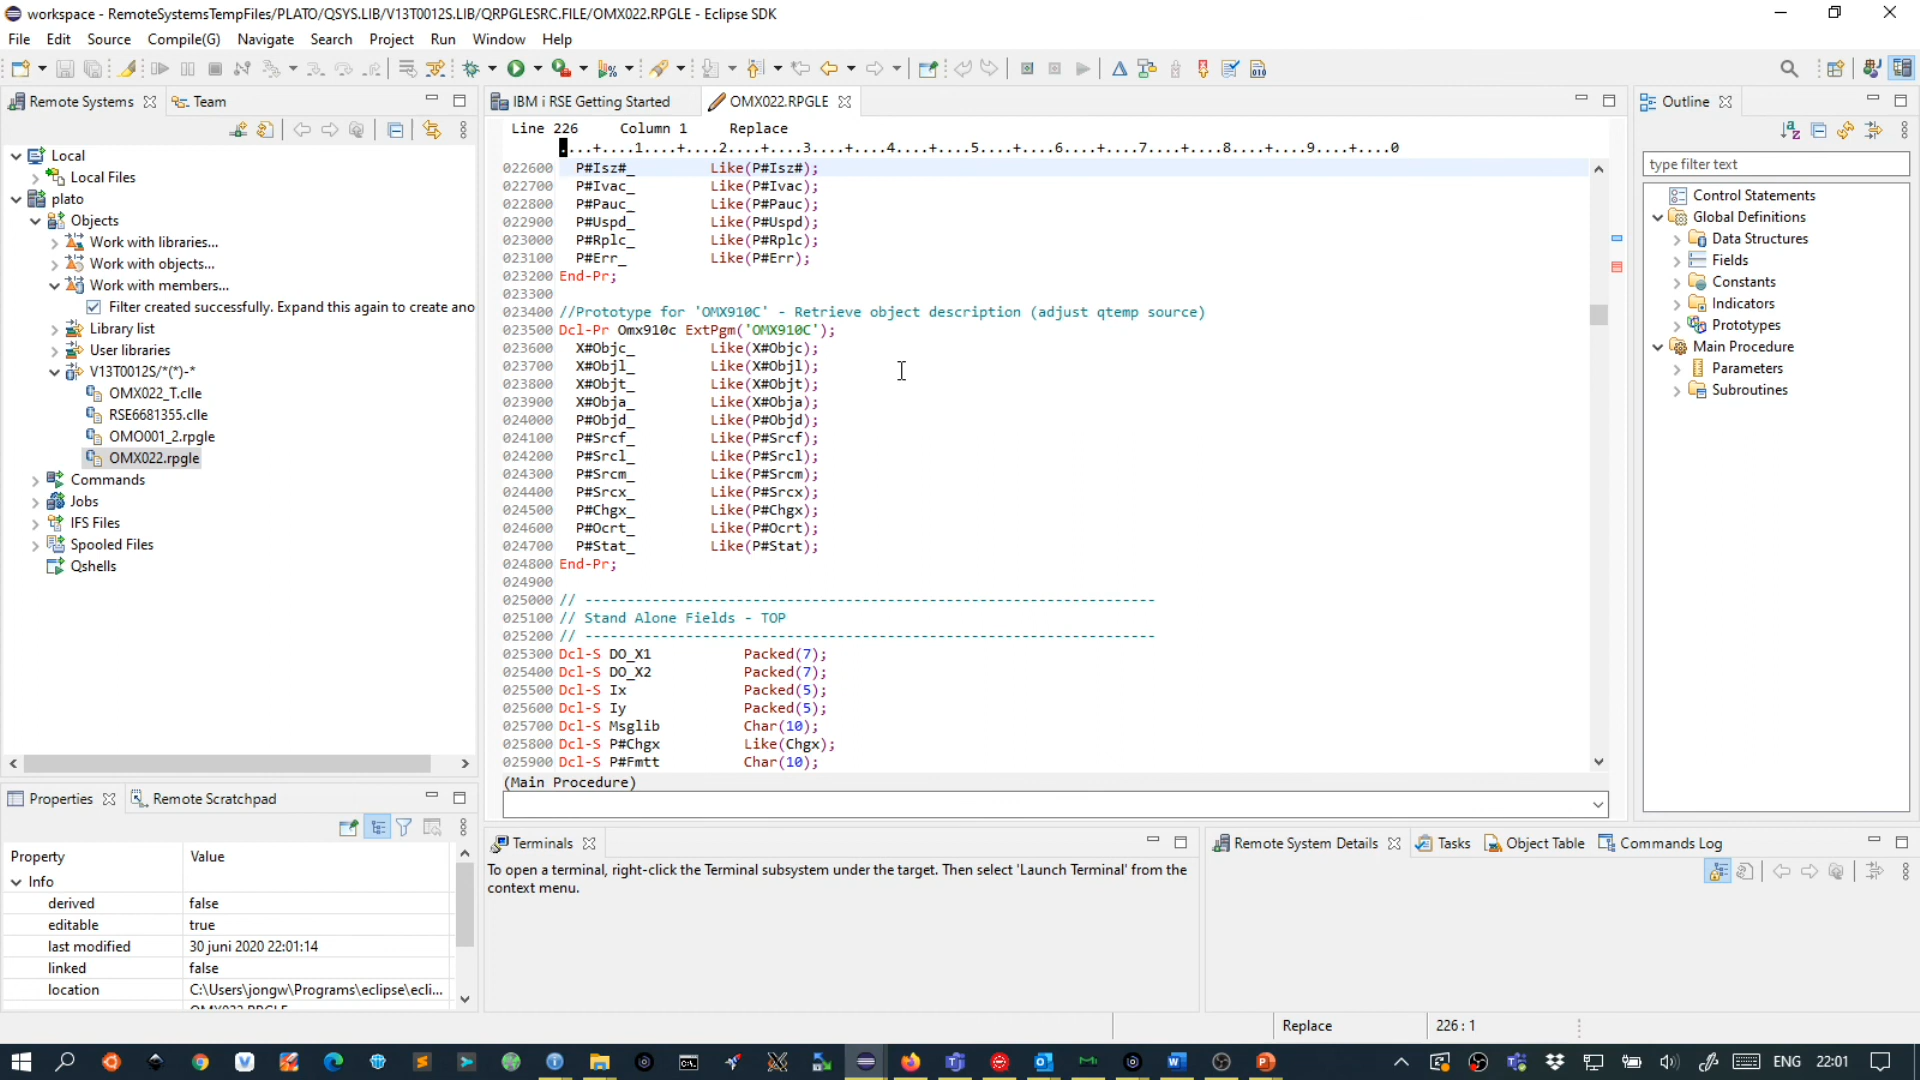 workspace - RemoteSystemsTempFiles/PLATO/QSYS.LIB/V13T0012S.LIB/QRPGLESRC.FILE/OMX022.RPGLE - Eclipse SDK
File Edit Source Compile(G) Navigate Search Project Run Window Help
Remote Systems Team
Local
Local Files
plato
Objects
Work with libraries...
Work with objects...
Work with members...
Filter created successfully. Expand this again to create ano
Library list
User libraries
V13T0012S/*(*)-*
OMX022_T.clle
RSE6681355.clle
OMO001_2.rpgle
OMX022.rpgle
Commands
Jobs
IFS Files
Spooled Files
Qshells
Properties Remote Scratchpad
Property Value
Info
derived false
editable true
last modified 30 juni 2020 22:01:14
linked false
location C:\Users\jongw\Programs\eclipse\ecli...
IBM i RSE Getting Started OMX022.RPGLE
Line 226 Column 1 Replace
....+....1....+....2....+....3....+....4....+....5....+....6....+....7....+....8....+....9....+....0
022600 P#Isz#_ Like(P#Isz#);
022700 P#Ivac_ Like(P#Ivac);
022800 P#Pauc_ Like(P#Pauc);
022900 P#Uspd_ Like(P#Uspd);
023000 P#Rplc_ Like(P#Rplc);
023100 P#Err_ Like(P#Err);
023200 End-Pr;
023300
023400 //Prototype for 'OMX910C' - Retrieve object description (adjust qtemp source)
023500 Dcl-Pr Omx910c ExtPgm('OMX910C');
023600 X#Objc_ Like(X#Objc);
023700 X#Objl_ Like(X#Objl);
023800 X#Objt_ Like(X#Objt);
023900 X#Obja_ Like(X#Obja);
024000 P#Objd_ Like(P#Objd);
024100 P#Srcf_ Like(P#Srcf);
024200 P#Srcl_ Like(P#Srcl);
024300 P#Srcm_ Like(P#Srcm);
024400 P#Srcx_ Like(P#Srcx);
024500 P#Chgx_ Like(P#Chgx);
024600 P#Ocrt_ Like(P#Ocrt);
024700 P#Stat_ Like(P#Stat);
024800 End-Pr;
024900
025000 // --------------------------------------------------------------------
025100 // Stand Alone Fields - TOP
025200 // --------------------------------------------------------------------
025300 Dcl-S DO_X1 Packed(7);
025400 Dcl-S DO_X2 Packed(7);
025500 Dcl-S Ix Packed(5);
025600 Dcl-S Iy Packed(5);
025700 Dcl-S Msglib Char(10);
025800 Dcl-S P#Chgx Like(Chgx);
025900 Dcl-S P#Fmtt Char(10);
(Main Procedure)
Outline
type filter text
Control Statements
Global Definitions
Data Structures
Fields
Constants
Indicators
Prototypes
Main Procedure
Parameters
Subroutines
Terminals
To open a terminal, right-click the Terminal subsystem under the target. Then select 'Launch Terminal' from the
context menu.
Remote System Details Tasks Object Table Commands Log
Replace 226 : 1
ENG 22:01